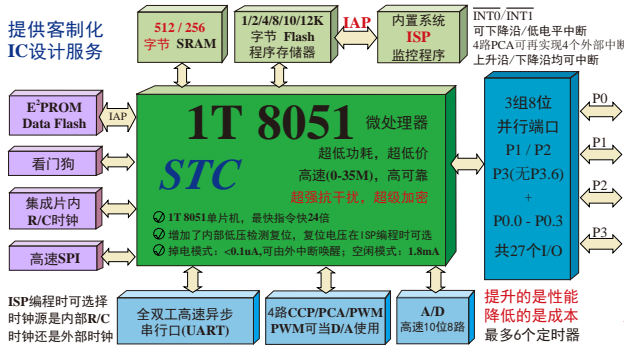 提供客制化
IC设计服务
512 / 256
字节 SRAM
1/2/4/8/10/12K
字节 Flash
程序存储器
IAP
内置系统
ISP
监控程序
INT0/INT1
可下降沿/低电平中断
4路PCA可再实现4个外部中断
上升沿/下降沿均可中断
E²PROM
Data Flash
IAP
看门狗
集成片内
R/C时钟
高速SPI
1T 8051 微处理器
STC
超低功耗，超低价
高速(0-35M)，高可靠
超强抗干扰，超级加密
1T 8051单片机，最快指令快24倍
增加了内部低压检测复位，复位电压在ISP编程时可选
掉电模式：<0.1uA,可由外中断唤醒；空闲模式：1.8mA
3组8位
并行端口
P1 / P2
P3(无P3.6)
+
P0.0 - P0.3
共27个I/O
P0
P1
P2
P3
ISP编程时可选择
时钟源是内部R/C
时钟还是外部时钟
全双工高速异步
串行口(UART)
4路CCP/PCA/PWM
PWM可当D/A使用
A/D
高速10位8路
提升的是性能
降低的是成本
最多6个定时器